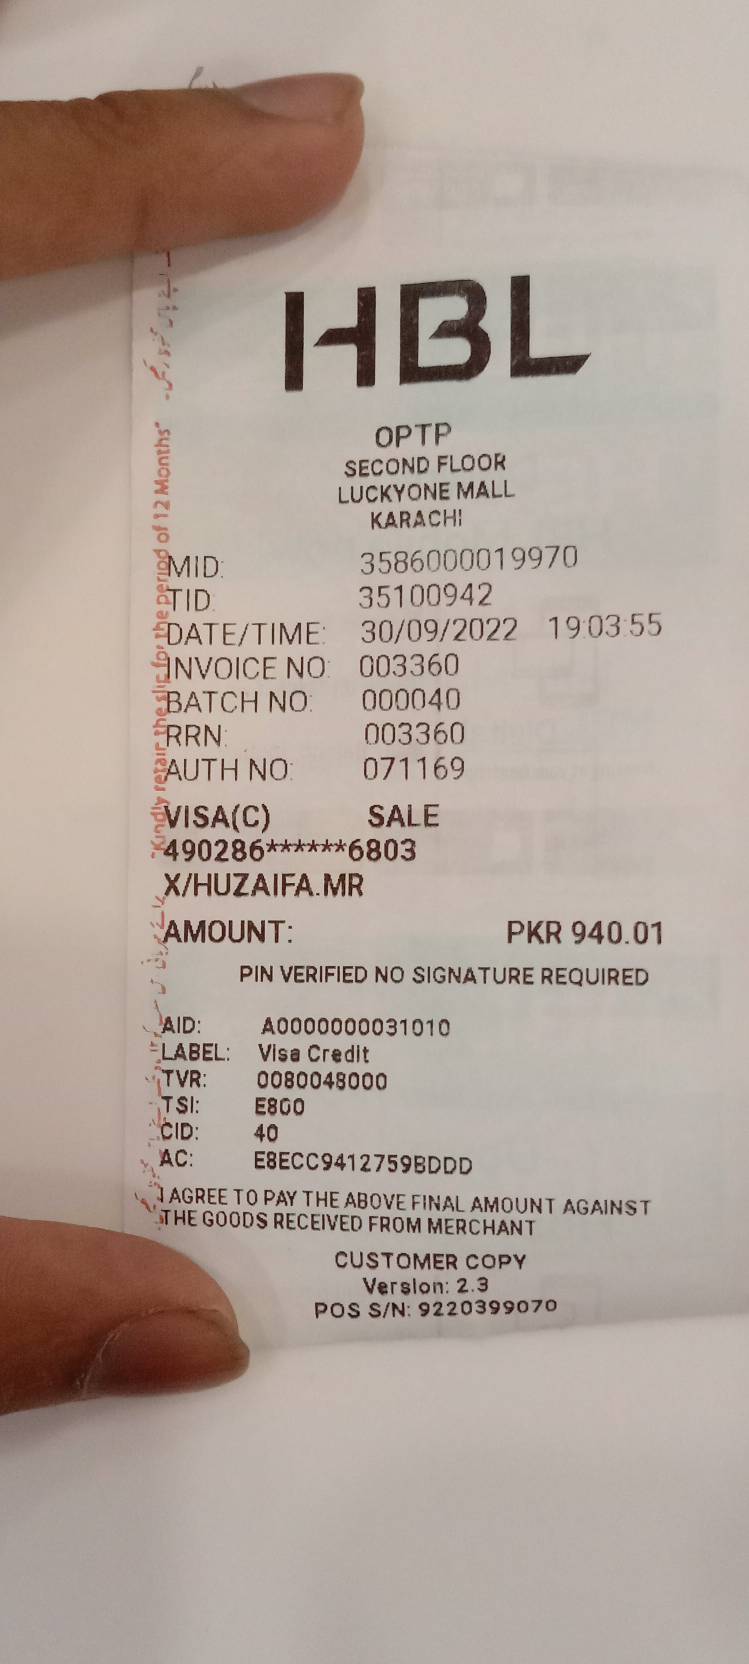 HBL
OPTP
SECOND FLOOR
LUCKYONE MALL
KARACHI
MID: 3586000019970
TID: 35100942
DATE/TIME: 30/09/2022 19:03:55
INVOICE NO: 003360
BATCH NO: 000040
RRN: 003360
AUTH NO: 071169
VISA(C) SALE
490286******6803
X/HUZAIFA.MR
AMOUNT: PKR 940.01
PIN VERIFIED NO SIGNATURE REQUIRED
AID: A0000000031010
LABEL: Visa Credit
TVR: 0080048000
TSI: E800
CID: 40
AC: E8ECC9412759BDDD
I AGREE TO PAY THE ABOVE FINAL AMOUNT AGAINST
THE GOODS RECEIVED FROM MERCHANT
CUSTOMER COPY
Version: 2.3
POS S/N: 9220399070
"Kindly retain the slip for the period of 12 Months"